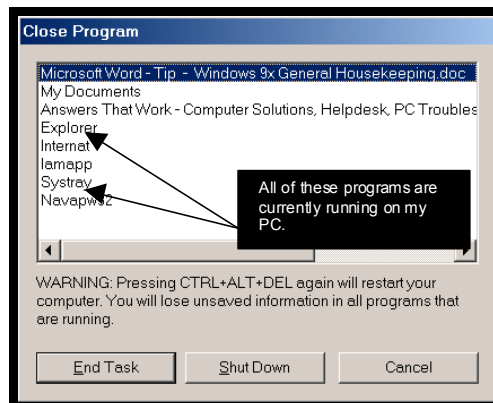 Close Program
Microsoft Word - Tip - Windows 9x General Housekeeping.doc
My Documents
Answers That Work - Computer Solutions, Helpdesk, PC Troubles
Explorer
Internat
Iamapp
Systray
Navapws2
All of these programs are
currently running on my
PC.
WARNING: Pressing CTRL+ALT+DEL again will restart your
computer. You will lose unsaved information in all programs that
are running.
End Task
Shut Down
Cancel